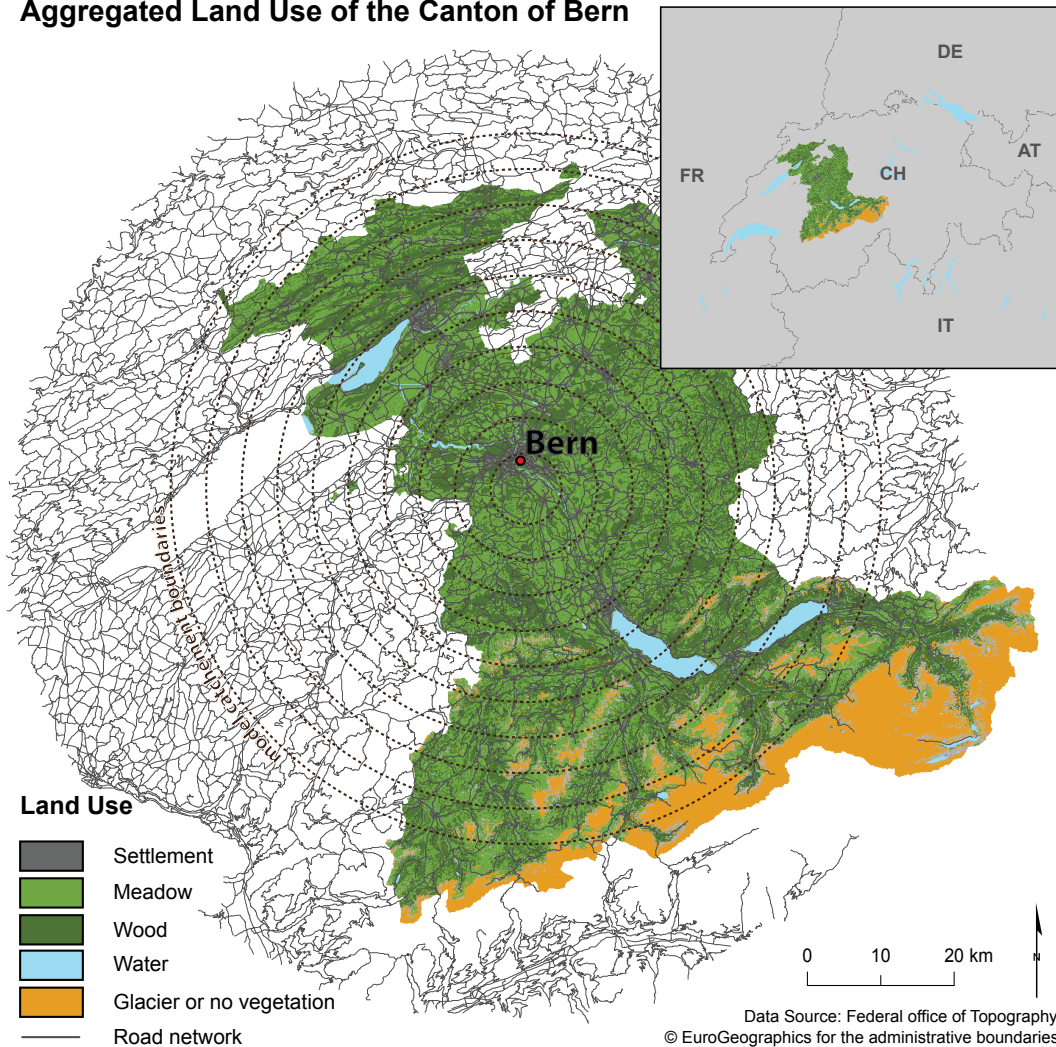 Aggregated Land Use of the Canton of Bern
DE
FR
CH
AT
IT
Bern
model catchement boundaries
Land Use
Settlement
Meadow
Wood
Water
Glacier or no vegetation
Road network
0 10 20 km
N
Data Source: Federal office of Topography
© EuroGeographics for the administrative boundaries